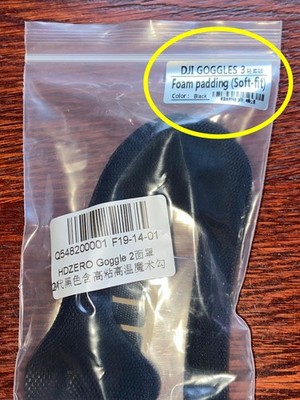 DJI GOGGLES 3
Foam padding (Soft-fit)
Color: Black
Q548200001 F19-14-01
HDZERO Goggle 2面罩
2代黑色含 高粘高温魔术勾